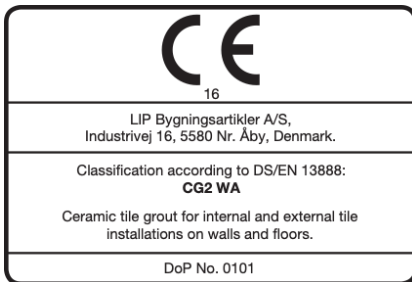 CE
16
LIP Bygningsartikler A/S,
Industrivej 16, 5580 Nr. Åby, Denmark.
Classification according to DS/EN 13888:
CG2 WA
Ceramic tile grout for internal and external tile
installations on walls and floors.
DoP No. 0101